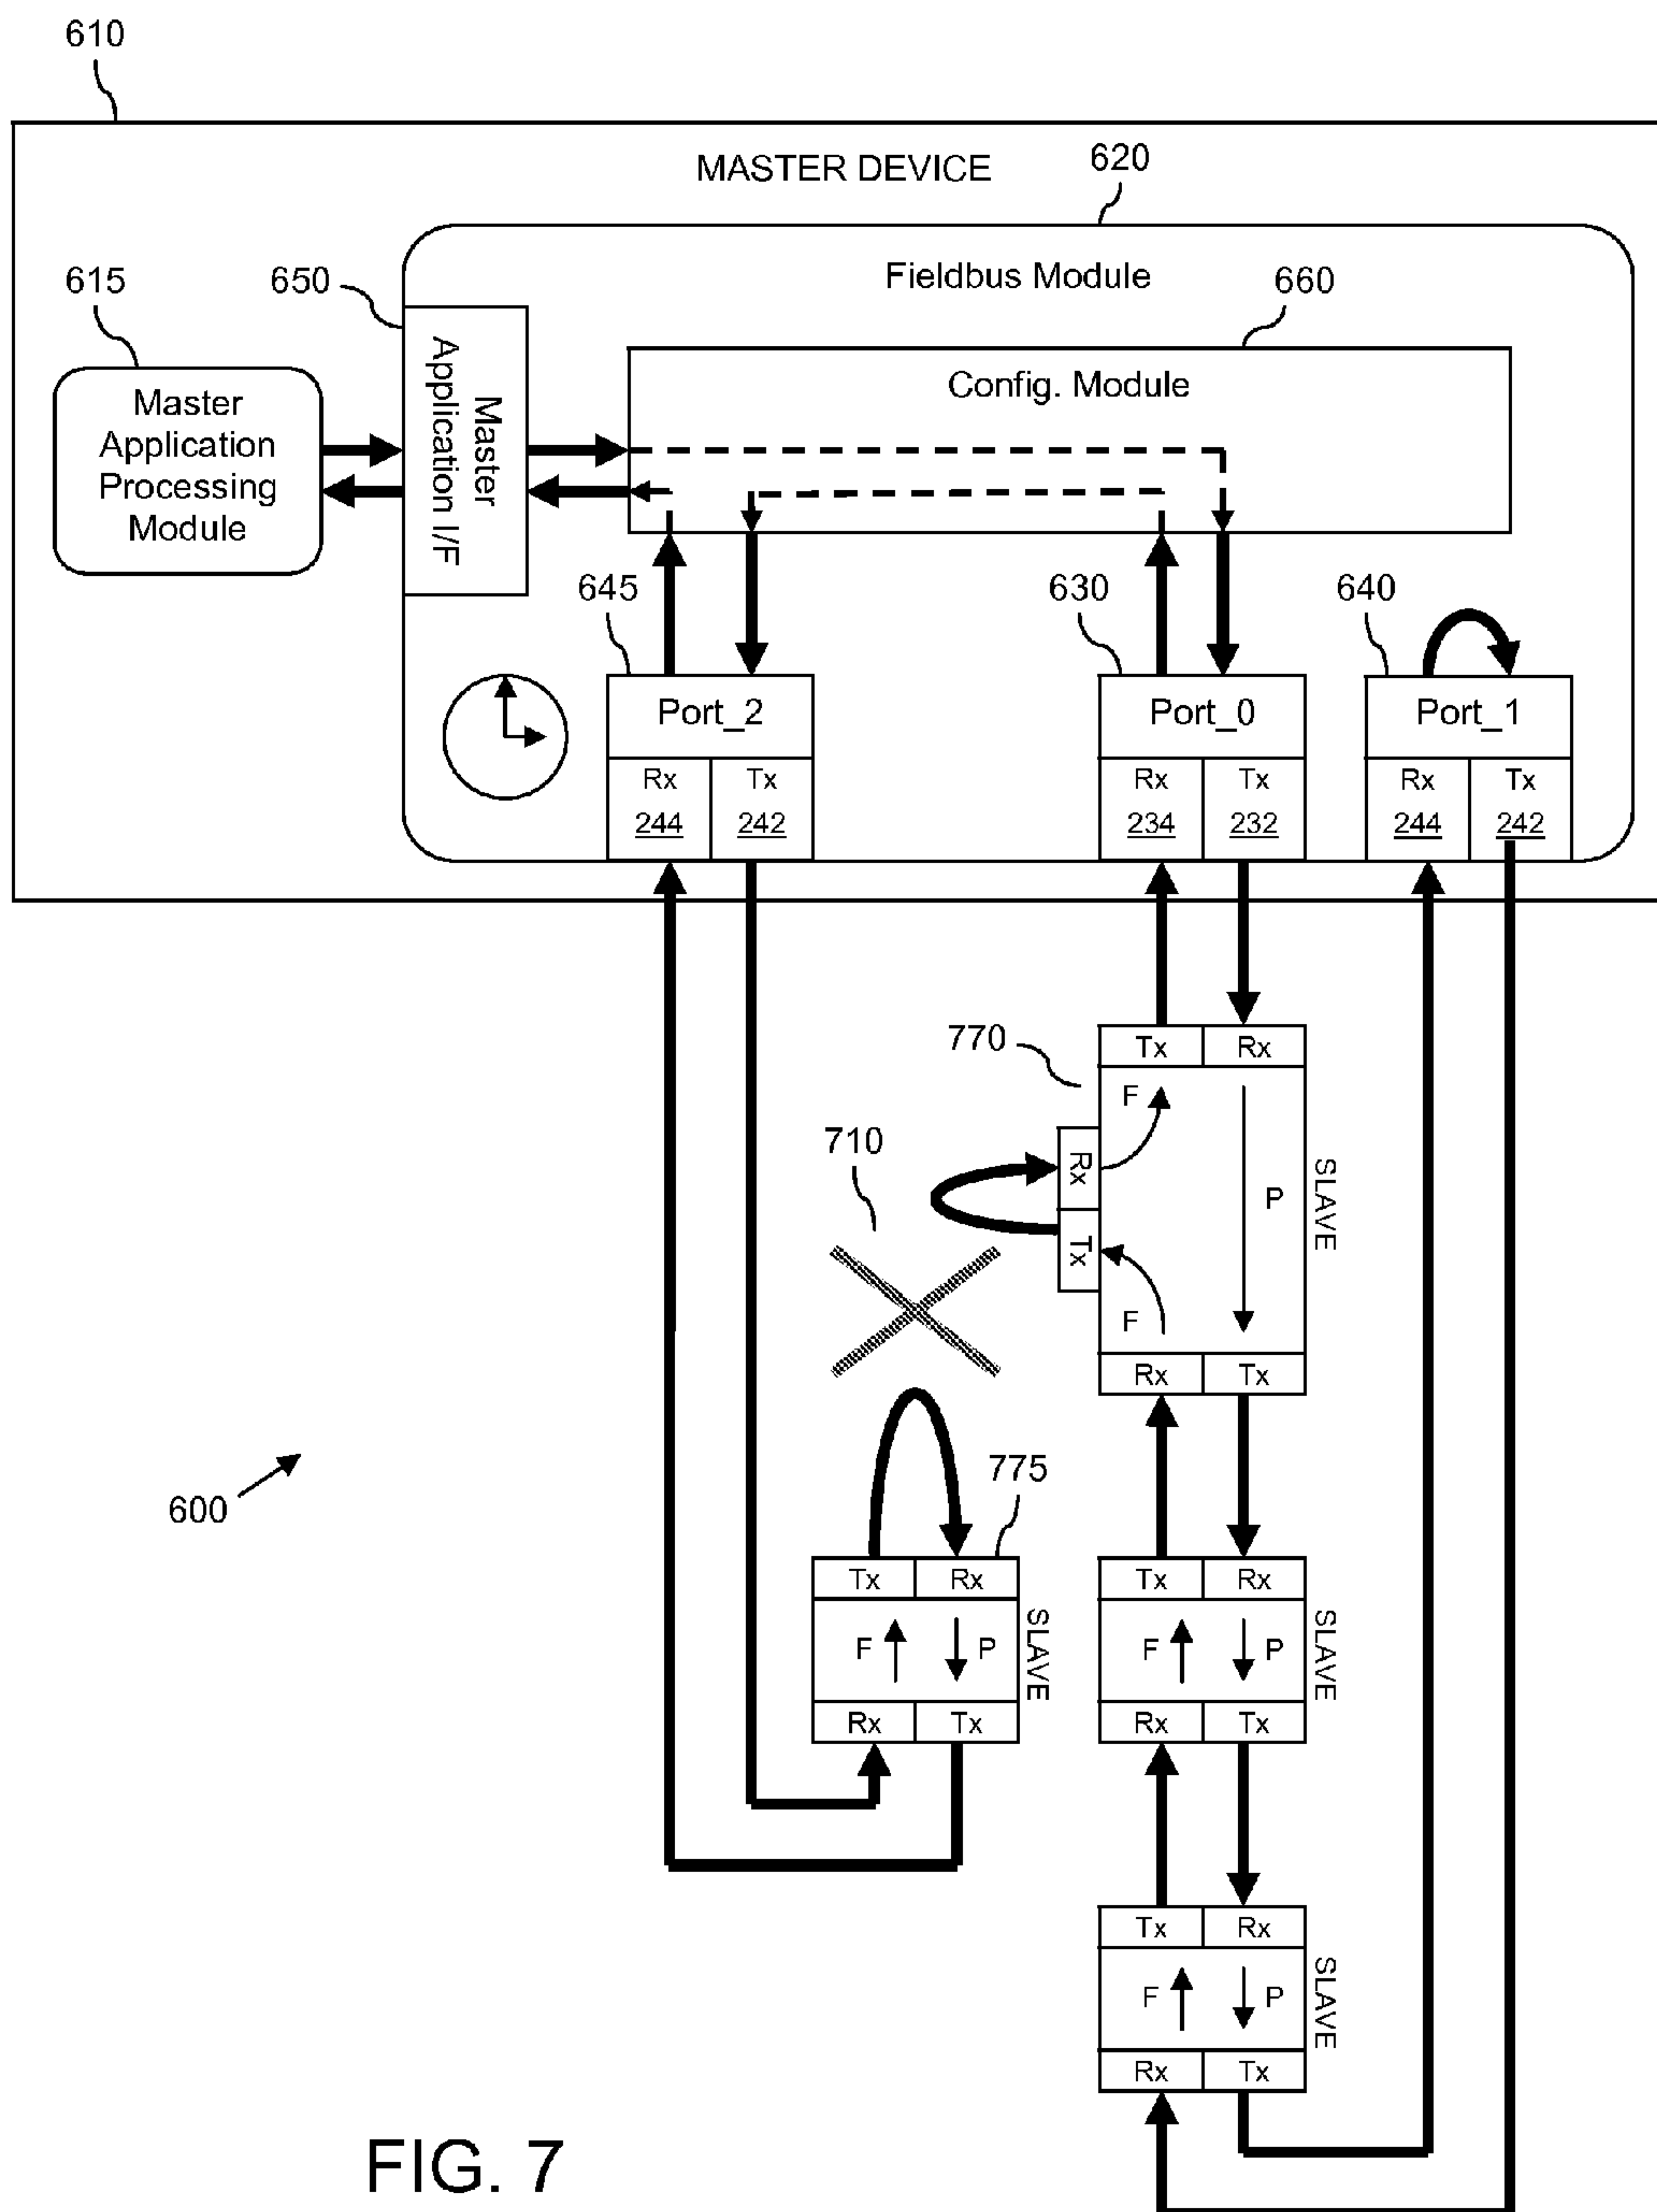 610
MASTER DEVICE
620
Fieldbus Module
615
650
660
Master
Application
Processing
Module
Master
Application I/F
Config. Module
645
630
640
Port_2
Port_0
Port_1
Rx
Tx
Rx
Tx
Rx
Tx
244
242
234
232
244
242
770
Tx
Rx
F
710
Rx
P
SLAVE
Tx
F
Rx
Tx
775
600
Tx
Rx
Tx
Rx
F
P
SLAVE
F
P
SLAVE
Rx
Tx
Rx
Tx
Tx
Rx
F
P
SLAVE
Rx
Tx
FIG. 7